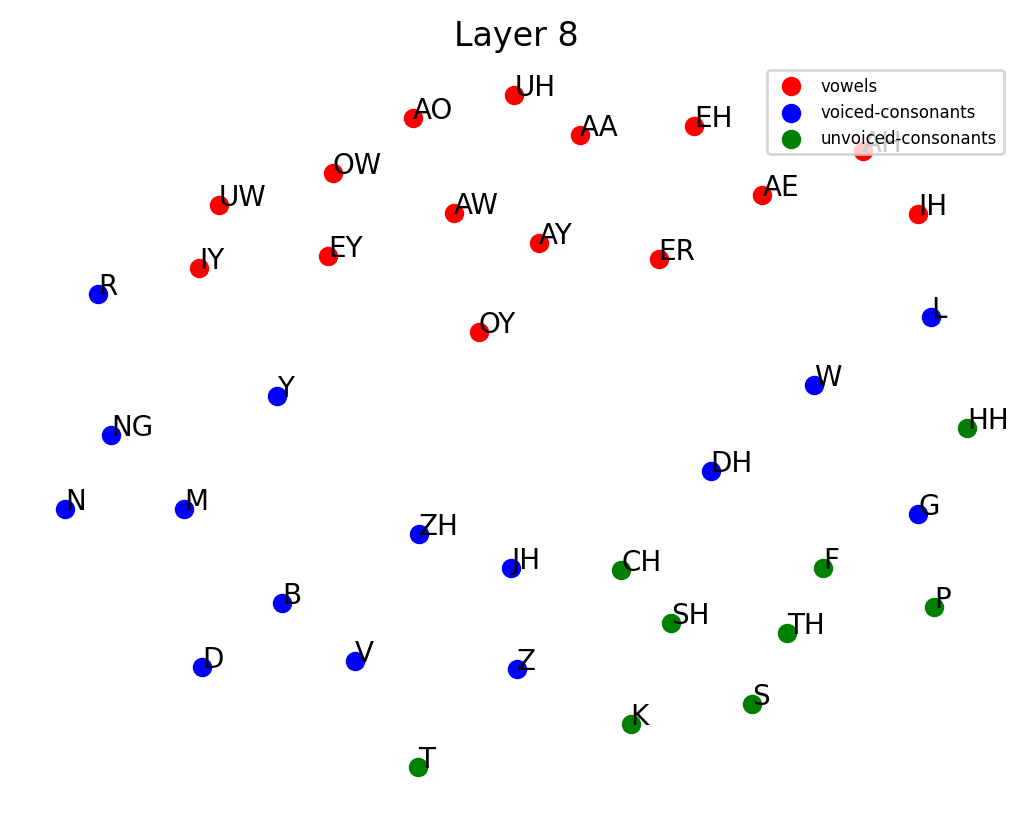 Layer 8
vowels
voiced-consonants
unvoiced-consonants
UH
AO
AA
EH
AH
OW
AE
UW
AW
IH
AY
EY
ER
IY
R
L
OY
W
Y
HH
NG
DH
N
M
G
ZH
JH
CH
F
B
P
SH
TH
D
V
Z
S
K
T